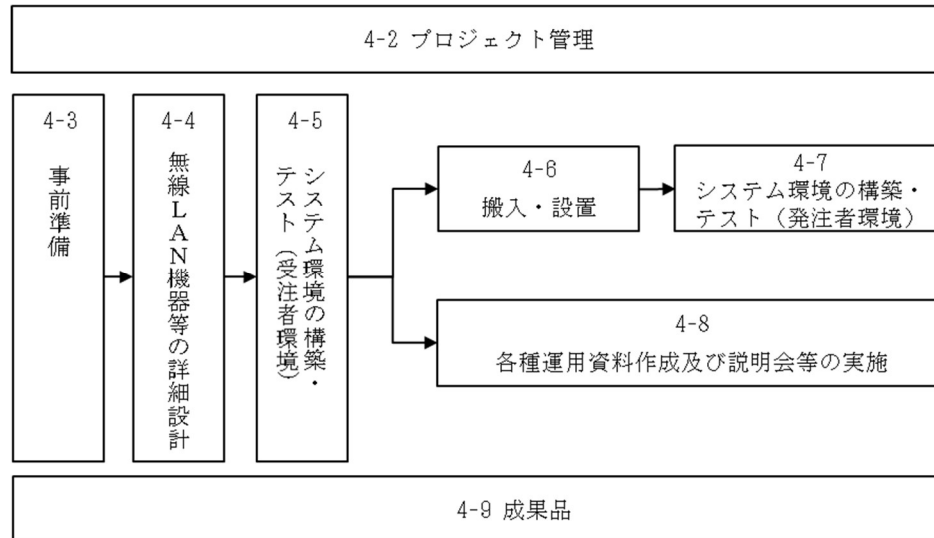 4-2 プロジェクト管理
4-3
事前準備
4-4
無線LAN機器等の詳細設計
4-5
システム環境の構築・
テスト（受注者環境）
4-6
搬入・設置
4-7
システム環境の構築・
テスト（発注者環境）
4-8
各種運用資料作成及び説明会等の実施
4-9 成果品